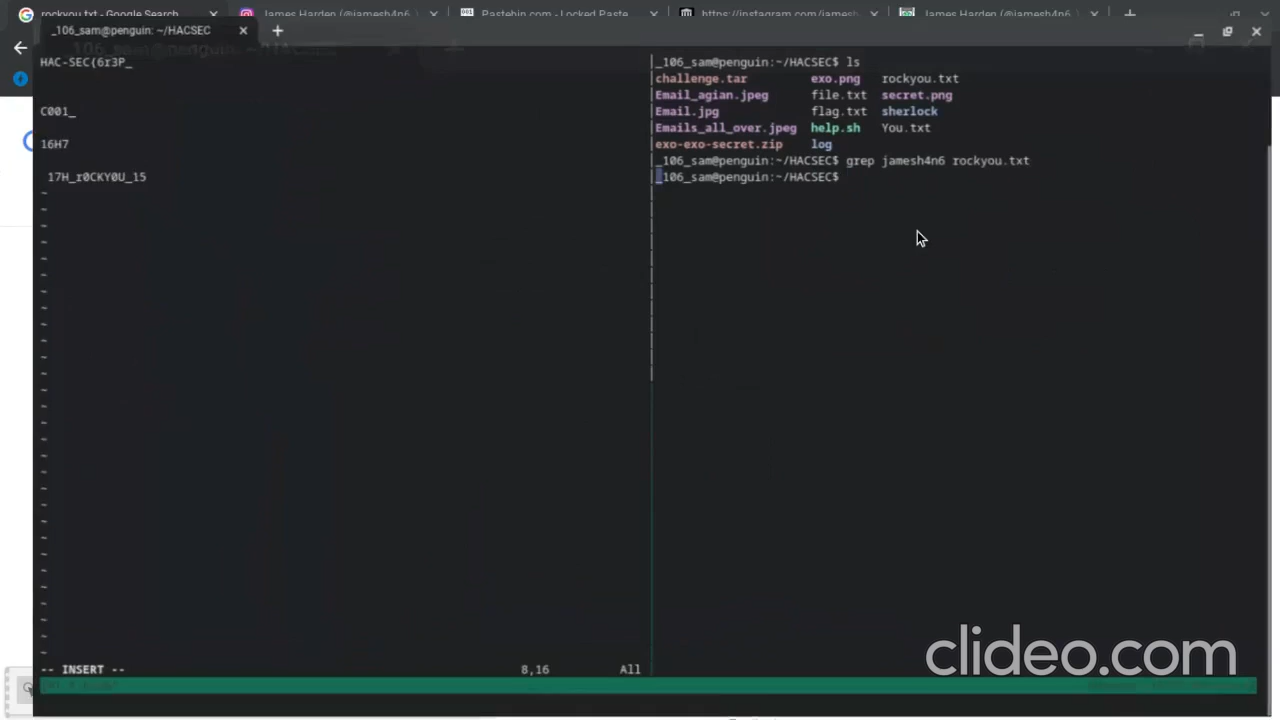 rockyou.txt - Google Search
James Harden (@jamesh4n6
Pastebin.com - Locked Paste
https://instagram.com/jamesh
James Harden (@jamesh4n6
_106_sam@penguin: ~/HACSEC
HAC-SEC{6r3P_
C001_
16H7
17H_r0CKY0U_15
-- INSERT --
8,16
All
_106_sam@penguin:~/HACSEC$ ls
challenge.tar exo.png rockyou.txt
Email_agian.jpeg file.txt secret.png
Email.jpg flag.txt sherlock
Emails_all_over.jpeg help.sh You.txt
exo-exo-secret.zip log
_106_sam@penguin:~/HACSEC$ grep jamesh4n6 rockyou.txt
_106_sam@penguin:~/HACSEC$
clideo.com